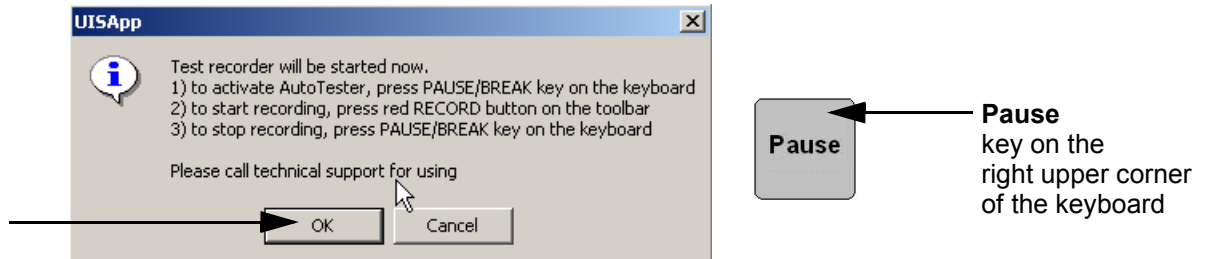 UISApp
Test recorder will be started now.
1) to activate AutoTester, press PAUSE/BREAK key on the keyboard
2) to start recording, press red RECORD button on the toolbar
3) to stop recording, press PAUSE/BREAK key on the keyboard
Please call technical support for using
OK
Cancel
Pause
Pause
key on the
right upper corner
of the keyboard